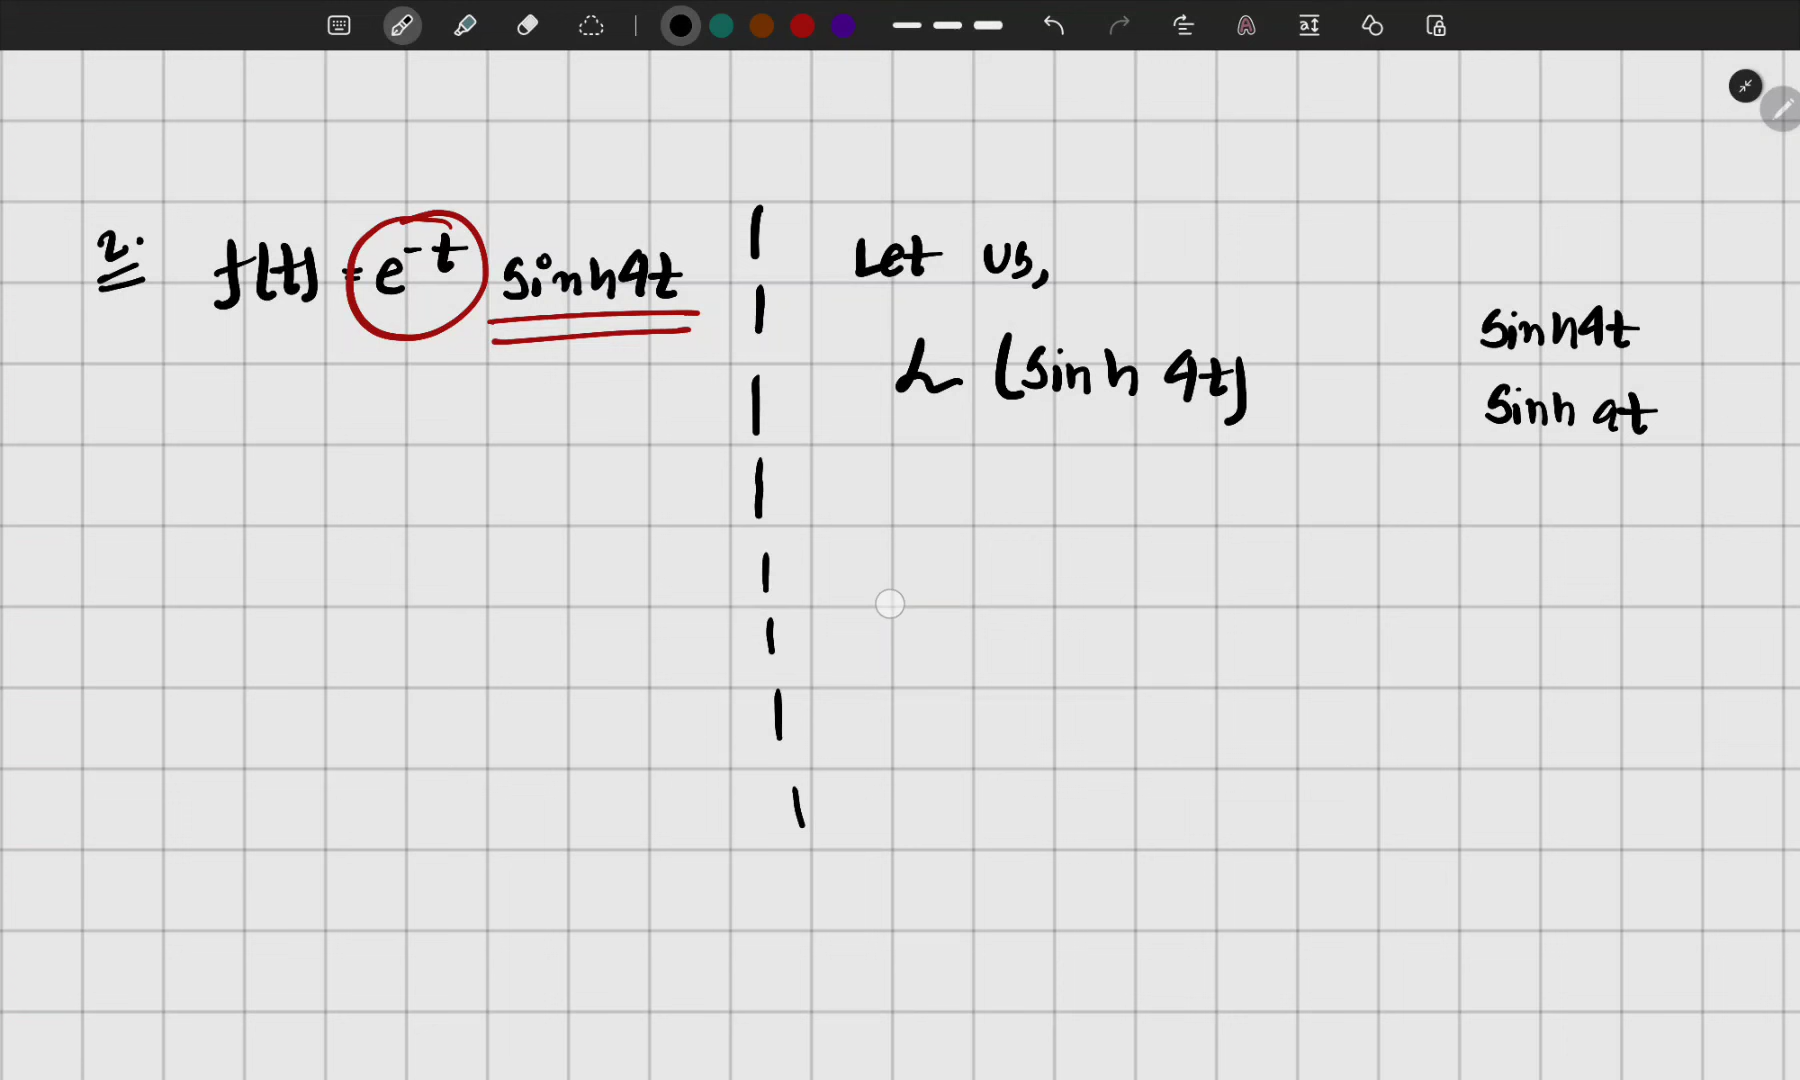 2. f(t) = e^-t sinh4t
Let us,
L (sinh 4t)
sinh4t
sinh at